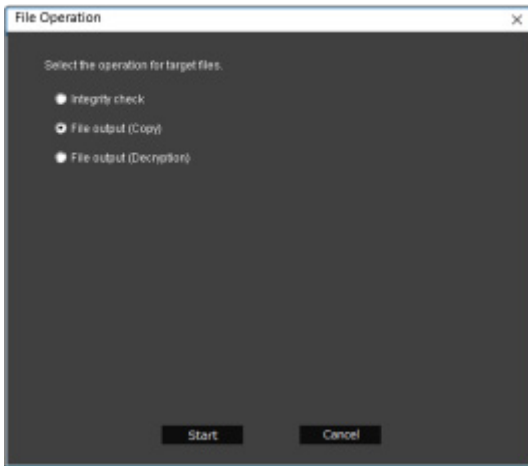 File Operation
Select the operation for target files.
Integrity check
File output (Copy)
File output (Decryption)
Start Cancel